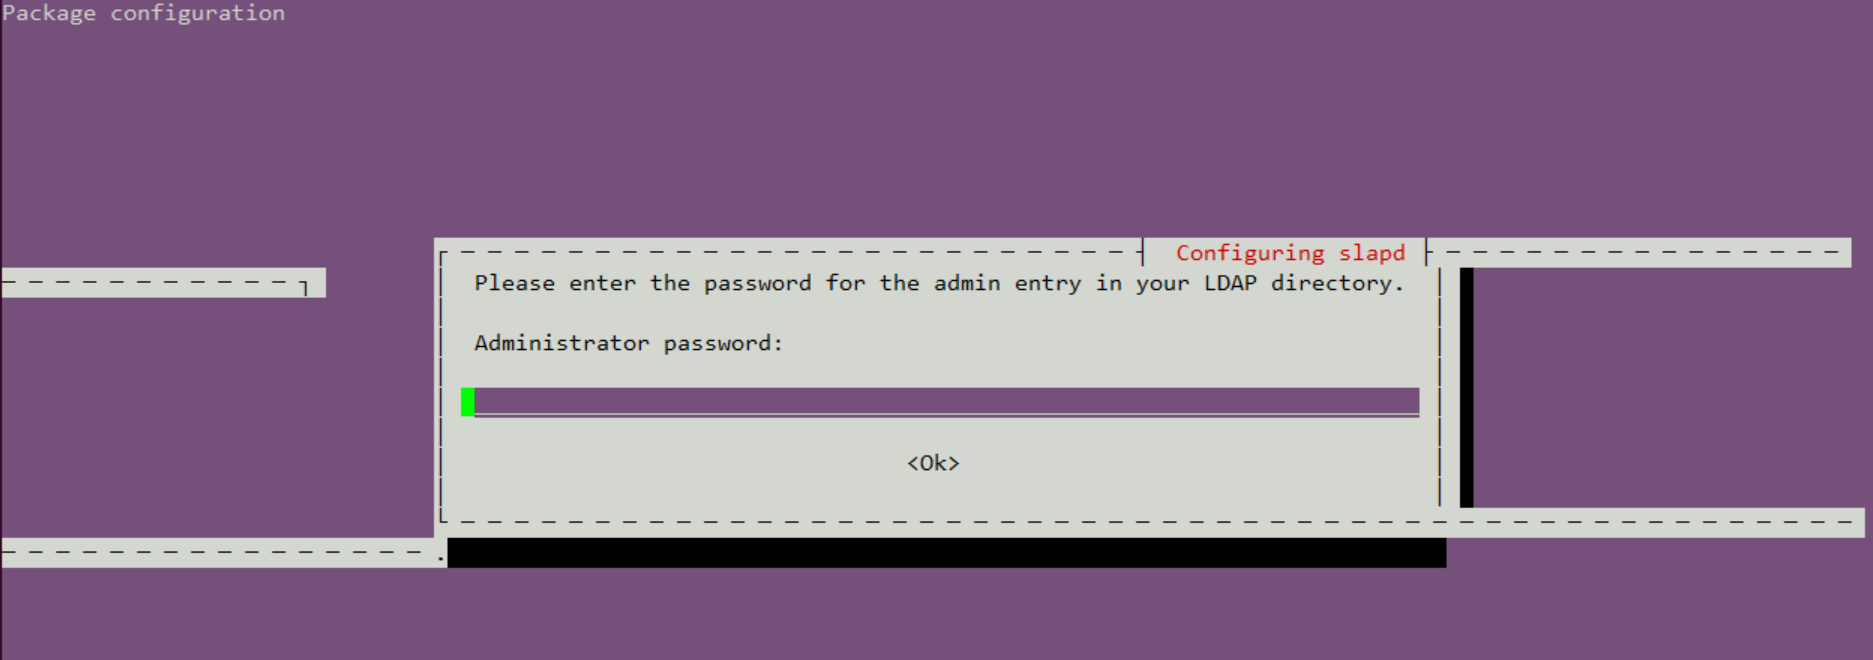 Package configuration
Configuring slapd
Please enter the password for the admin entry in your LDAP directory.
Administrator password:
<Ok>